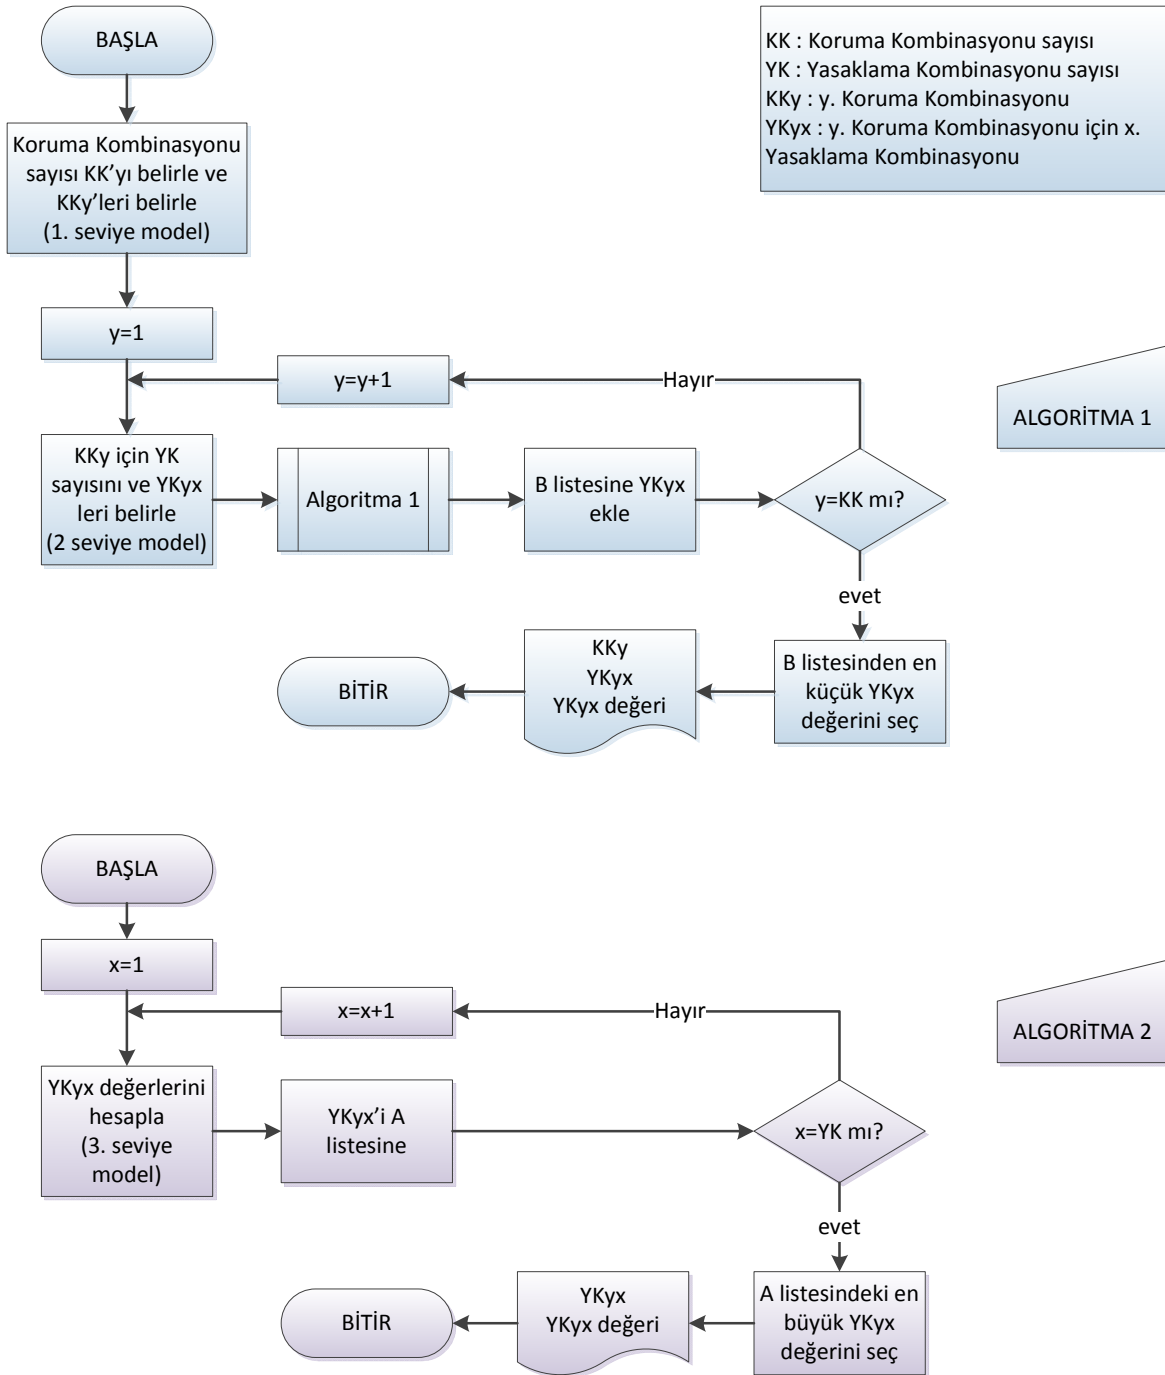 BAŞLA
KK : Koruma Kombinasyonu sayısı
YK : Yasaklama Kombinasyonu sayısı
KKy : y. Koruma Kombinasyonu
YKyx : y. Koruma Kombinasyonu için x.
Yasaklama Kombinasyonu
Koruma Kombinasyonu
sayısı KK’yı belirle ve
KKy’leri belirle
(1. seviye model)
y=1
y=y+1
Hayır
ALGORİTMA 1
KKy için YK
sayısını ve YKyx
leri belirle
(2 seviye model)
Algoritma 1
B listesine YKyx
ekle
y=KK mı?
evet
B listesinden en
küçük YKyx
değerini seç
KKy
YKyx
YKyx değeri
BİTİR
BAŞLA
x=1
x=x+1
Hayır
ALGORİTMA 2
YKyx değerlerini
hesapla
(3. seviye
model)
YKyx’i A
listesine
x=YK mı?
evet
A listesindeki en
büyük YKyx
değerini seç
YKyx
YKyx değeri
BİTİR